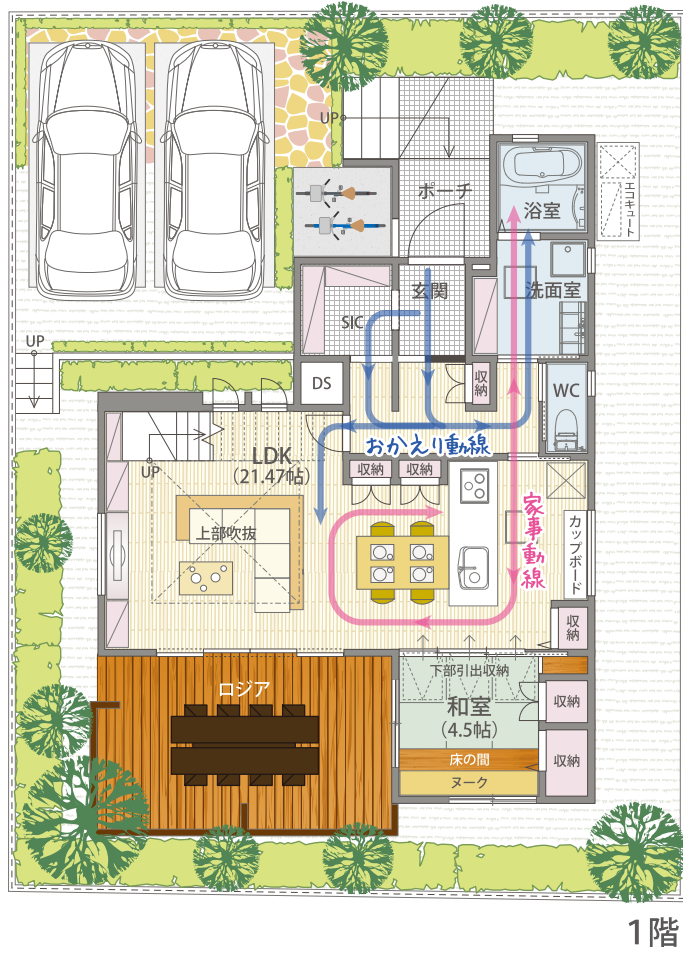 UP
ポーチ
浴室
エコキュート
玄関
洗面室
SIC
UP
DS
収納
WC
おかえり動線
LDK
(21.47帖)
UP
収納
収納
上部吹抜
家事動線
カップボード
収納
下部引出収納
ロジア
和室
(4.5帖)
収納
床の間
収納
ヌーク
1階